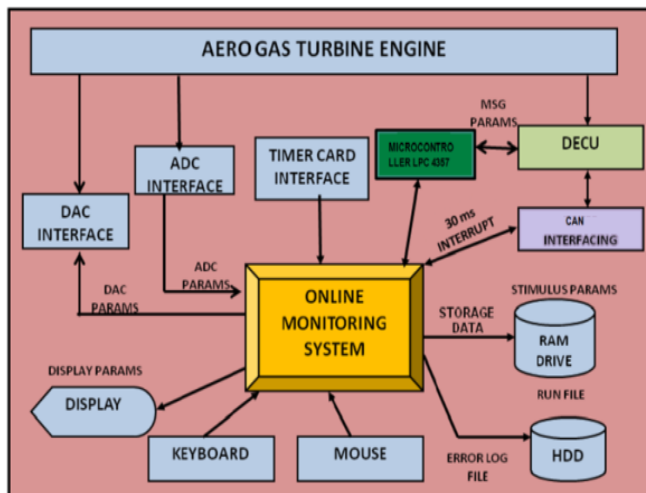 AERO GAS TURBINE ENGINE
MSG
PARAMS
MICROCONTRO
LLER LPC 4357
DECU
ADC
INTERFACE
TIMER CARD
INTERFACE
DAC
INTERFACE
CAN
INTERFACING
30 ms
INTERRUPT
ADC
PARAMS
DAC
PARAMS
ONLINE
MONITORING
SYSTEM
STIMULUS PARAMS
STORAGE
DATA
RAM
DRIVE
DISPLAY PARAMS
DISPLAY
RUN FILE
KEYBOARD
MOUSE
ERROR LOG
FILE
HDD